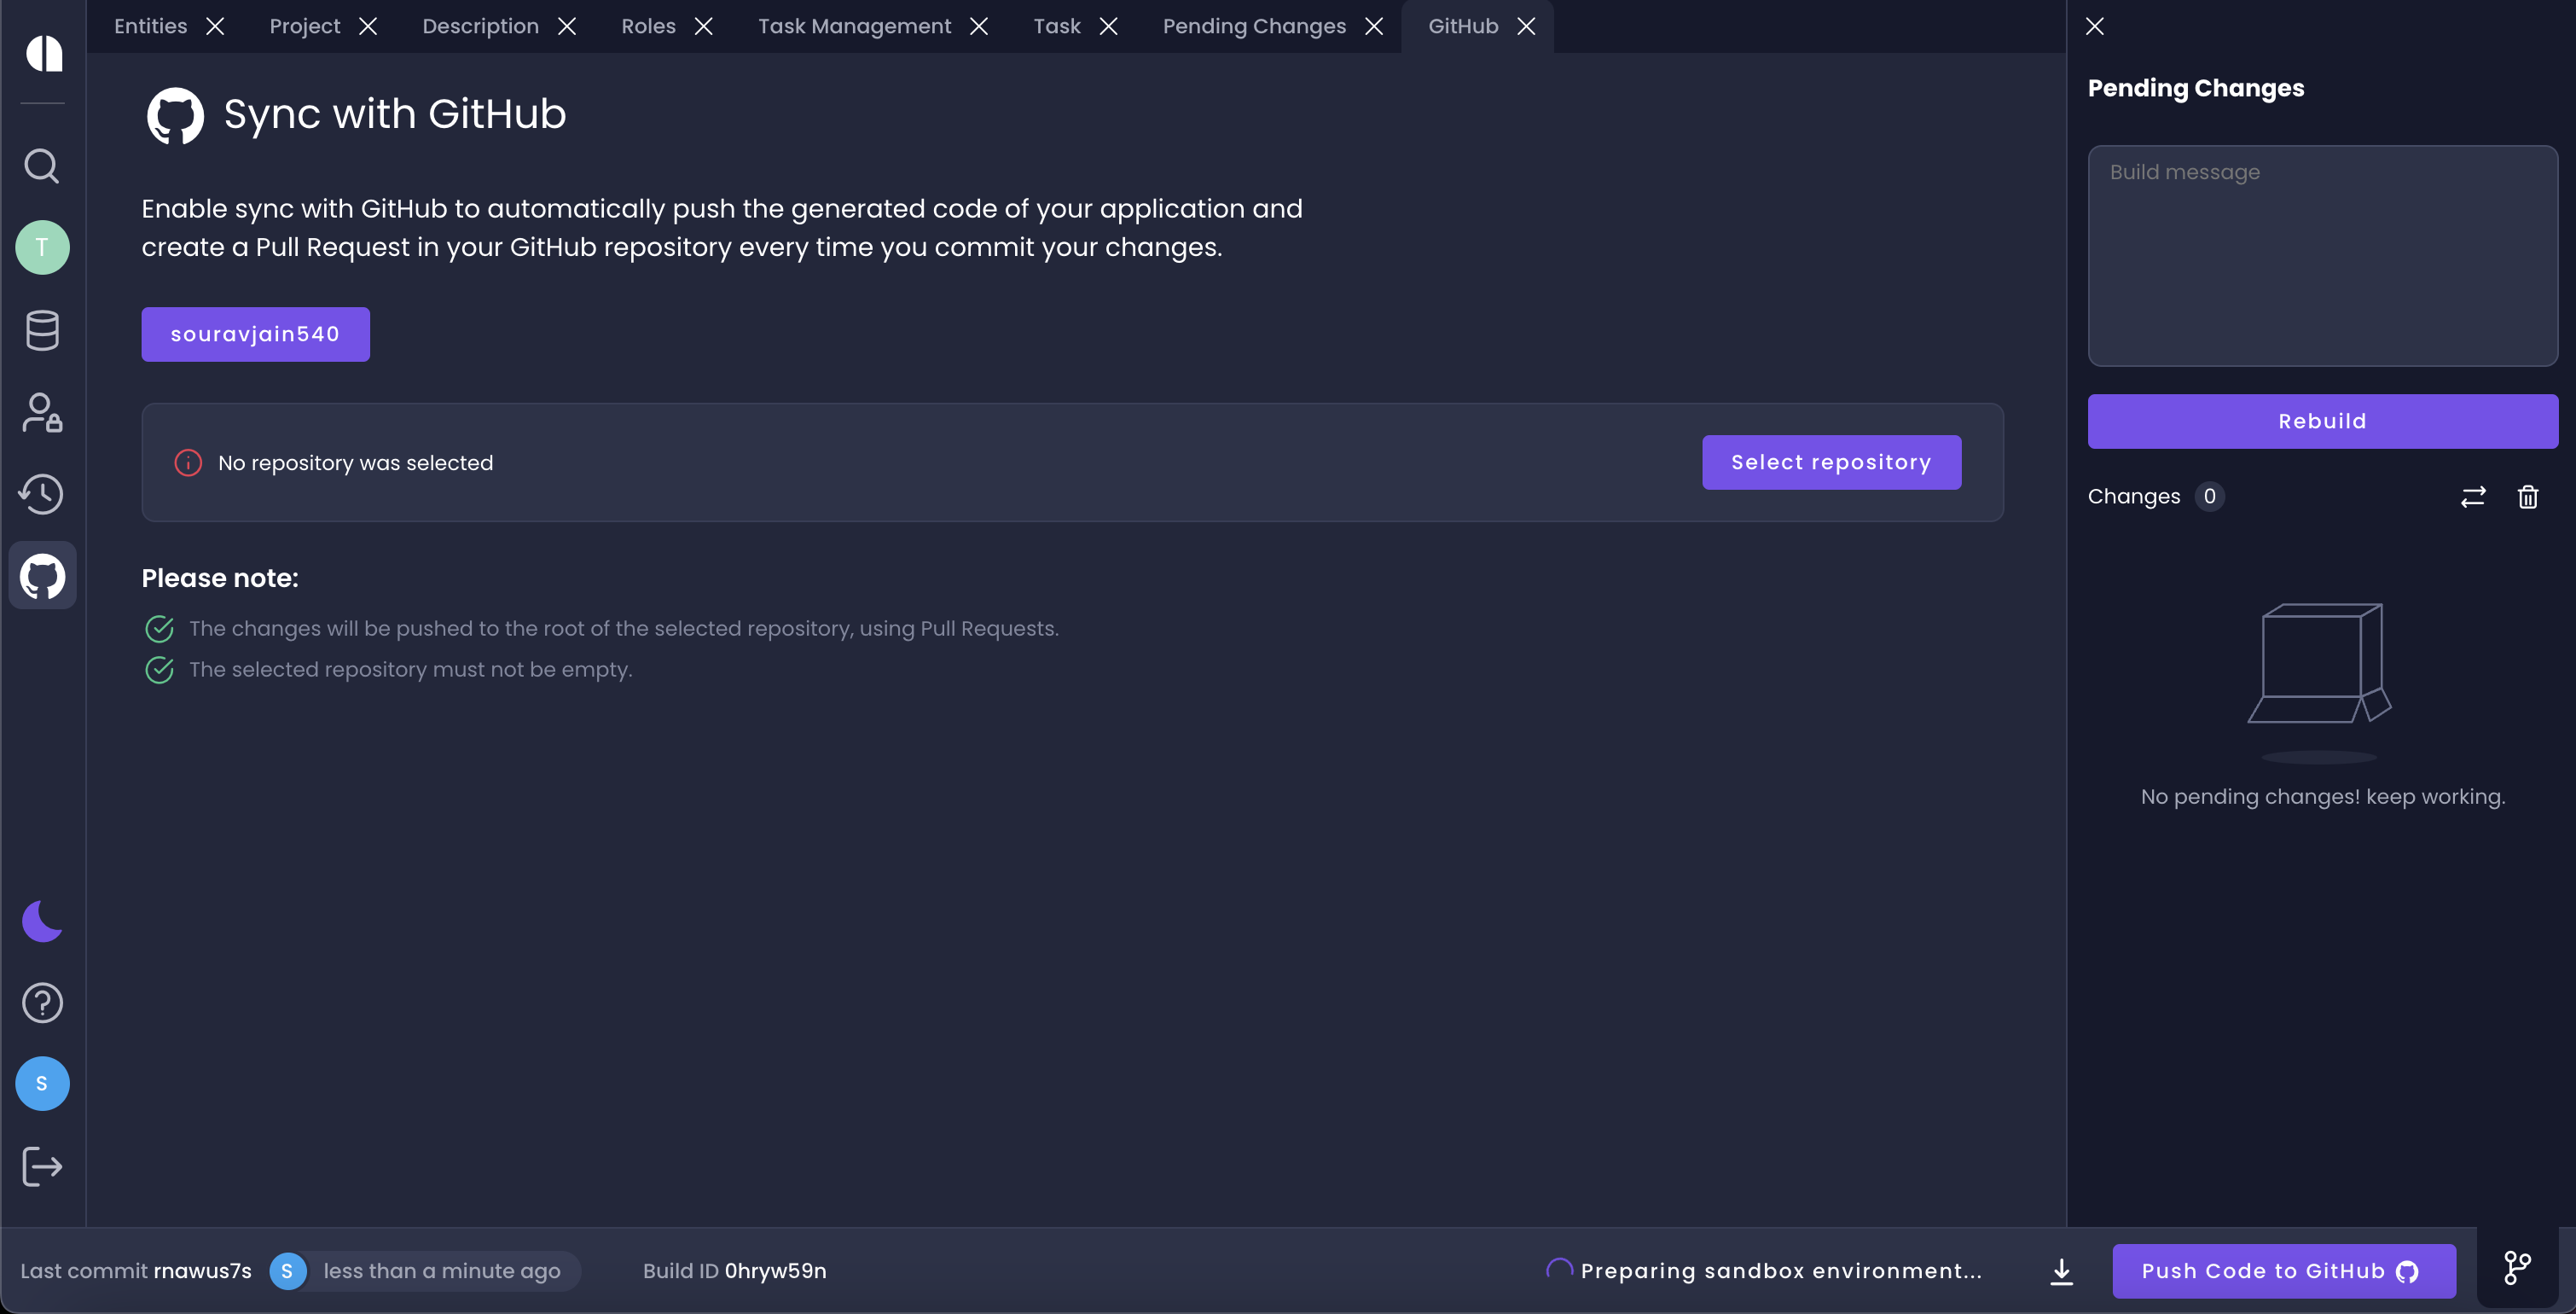 Entities
Project
Description
Roles
Task Management
Task
Pending Changes
GitHub
Sync with GitHub
Enable sync with GitHub to automatically push the generated code of your application and
create a Pull Request in your GitHub repository every time you commit your changes.
souravjain540
No repository was selected
Select repository
Please note:
The changes will be pushed to the root of the selected repository, using Pull Requests.
The selected repository must not be empty.
T
S
Pending Changes
Build message
Rebuild
Changes 0
No pending changes! keep working.
Last commit rnawus7s S less than a minute ago
Build ID 0hryw59n
Preparing sandbox environment...
Push Code to GitHub